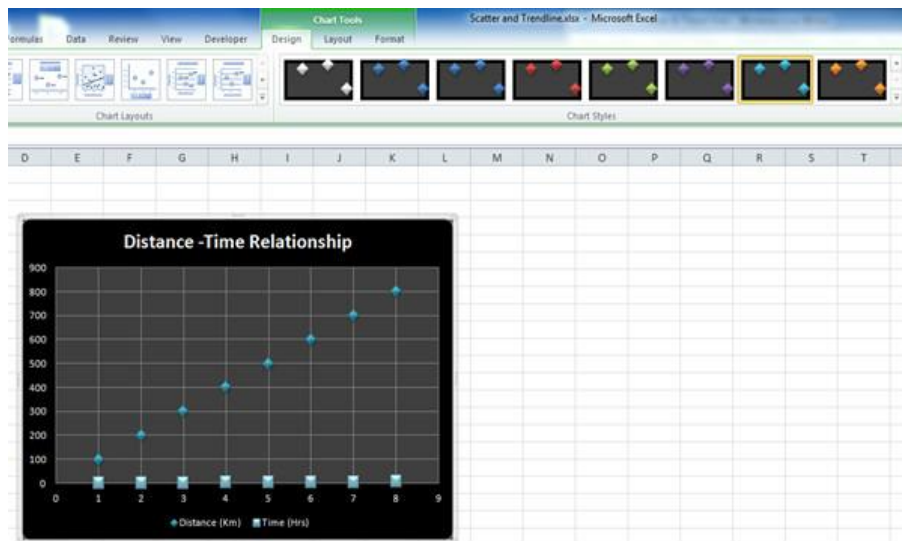 Chart Tools Scatter and Trendline.xlsx - Microsoft Excel
Formulas Data Review View Developer Design Layout Format
Chart Layouts Chart Styles
D E F G H I J K L M N O P Q R S T
Distance -Time Relationship
900
800
700
600
500
400
300
200
100
0
0 1 2 3 4 5 6 7 8 9
Distance (Km) Time (Hrs)